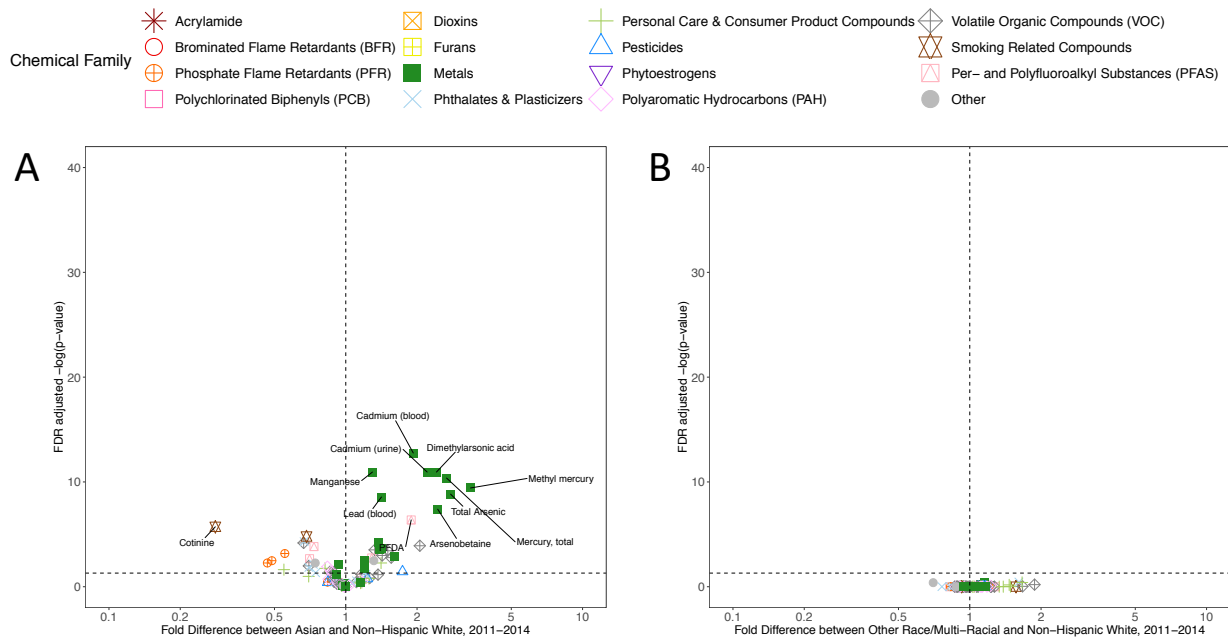 Chemical Family
Acrylamide
Brominated Flame Retardants (BFR)
Phosphate Flame Retardants (PFR)
Polychlorinated Biphenyls (PCB)
Dioxins
Furans
Metals
Phthalates & Plasticizers
Personal Care & Consumer Product Compounds
Pesticides
Phytoestrogens
Polyaromatic Hydrocarbons (PAH)
Volatile Organic Compounds (VOC)
Smoking Related Compounds
Per− and Polyfluoroalkyl Substances (PFAS)
Other
A
FDR adjusted −log(p−value)
40
30
20
10
0
Cadmium (blood)
Cadmium (urine)
Dimethylarsonic acid
Manganese
Methyl mercury
Lead (blood)
Total Arsenic
Cotinine
PFDA
Arsenobetaine
Mercury, total
0.1
0.2
0.5
1
2
5
10
Fold Difference between Asian and Non−Hispanic White, 2011−2014
B
FDR adjusted −log(p−value)
40
30
20
10
0
0.1
0.2
0.5
1
2
5
10
Fold Difference between Other Race/Multi−Racial and Non−Hispanic White, 2011−2014